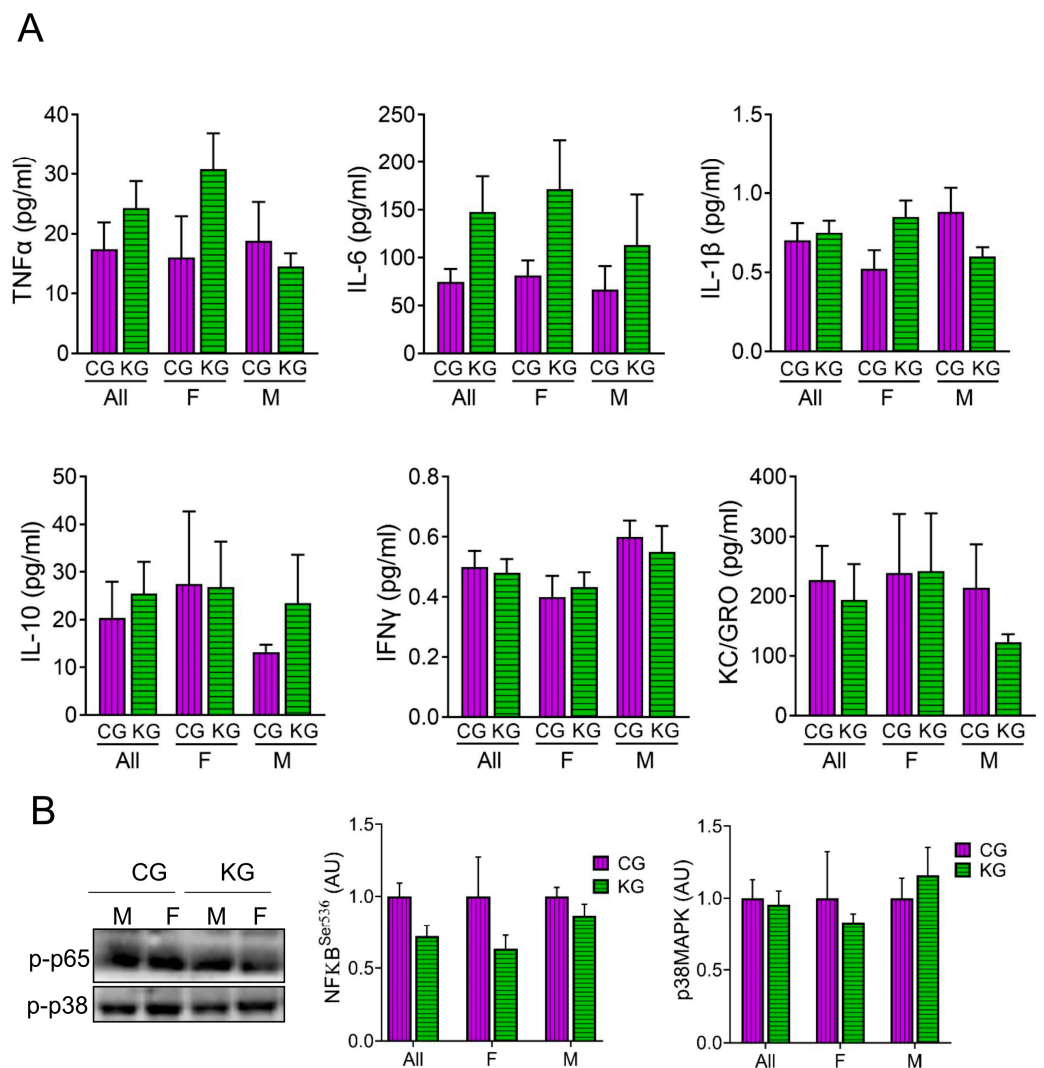 A
TNFα (pg/ml)
40
30
20
10
0
CG KG CG KG CG KG
All F M
IL-6 (pg/ml)
250
200
150
100
50
0
CG KG CG KG CG KG
All F M
IL-1β (pg/ml)
1.5
1.0
0.5
0.0
CG KG CG KG CG KG
All F M
IL-10 (pg/ml)
50
40
30
20
10
0
CG KG CG KG CG KG
All F M
IFNγ (pg/ml)
0.8
0.6
0.4
0.2
0.0
CG KG CG KG CG KG
All F M
KC/GRO (pg/ml)
400
300
200
100
0
CG KG CG KG CG KG
All F M
B
CG KG
M F M F
p-p65
p-p38
NFKB^Ser536 (AU)
1.5
1.0
0.5
0.0
All F M
CG
KG
p38MAPK (AU)
1.5
1.0
0.5
0.0
All F M
CG
KG